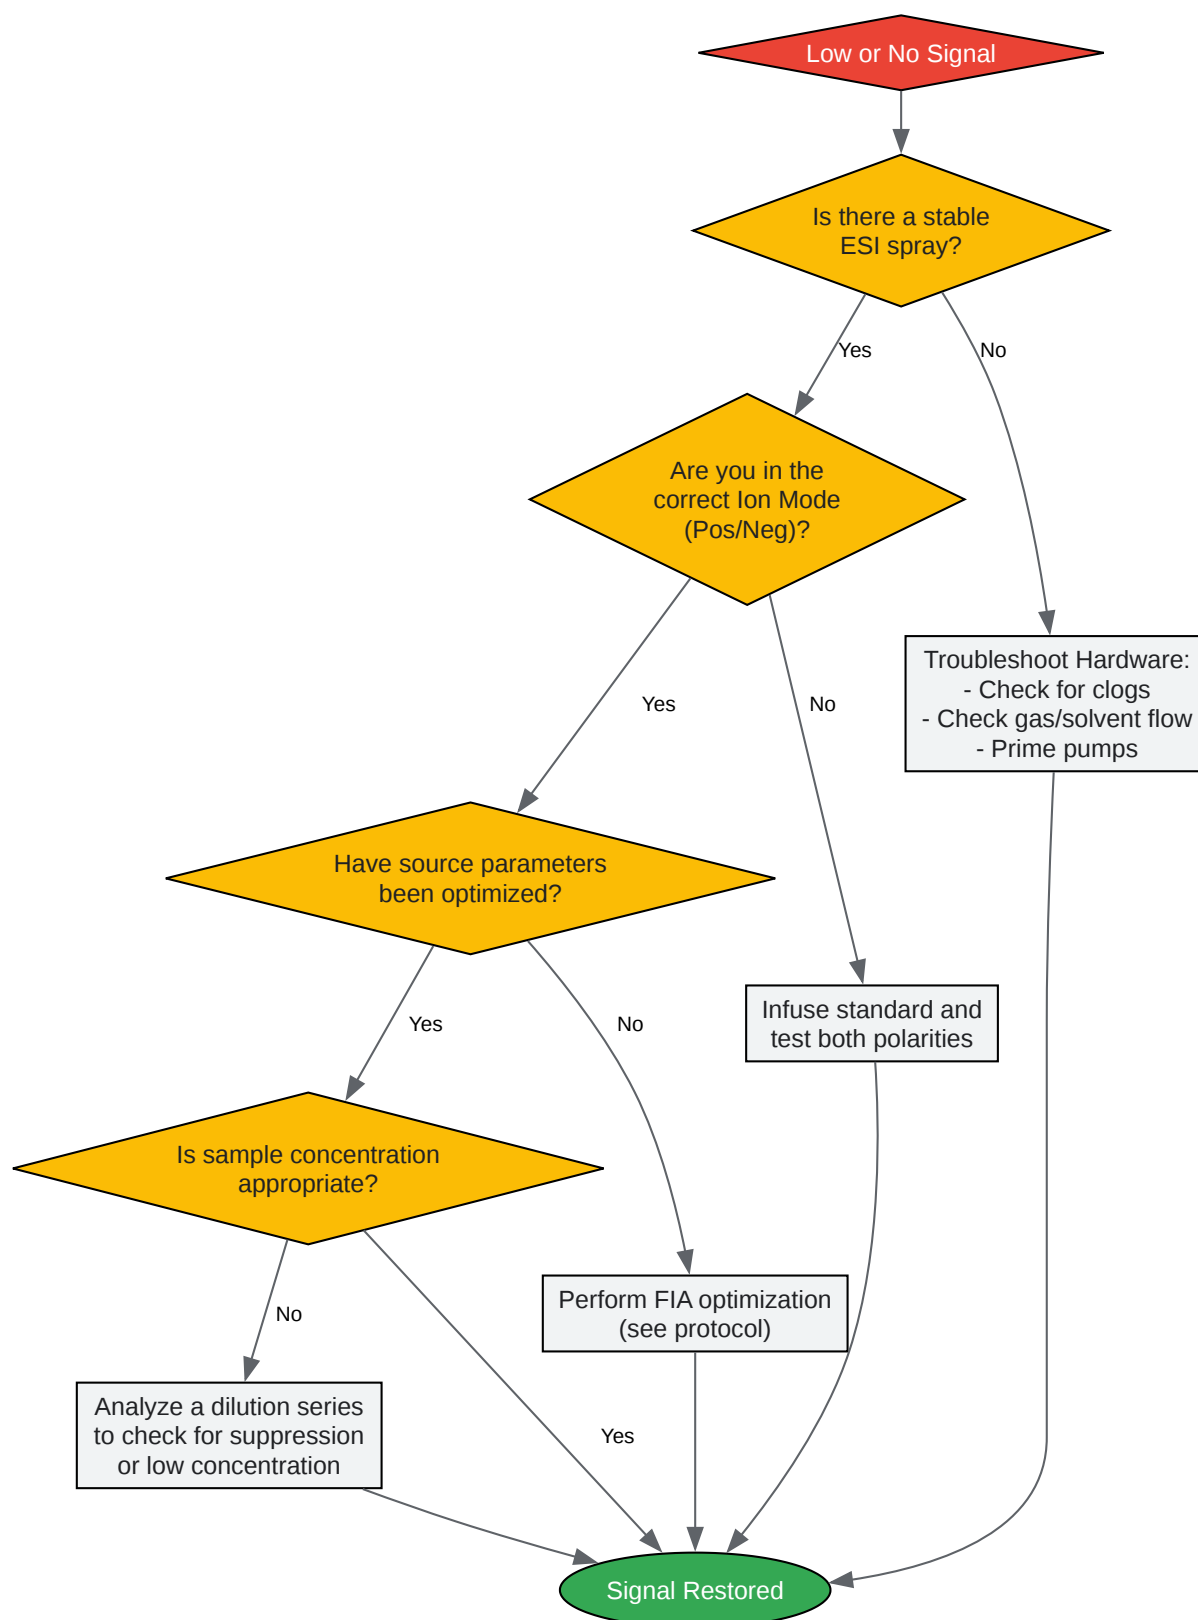 Low or No Signal
Is there a stable
ESI spray?
Yes
No
Are you in the
correct Ion Mode
(Pos/Neg)?
Troubleshoot Hardware:
- Check for clogs
- Check gas/solvent flow
- Prime pumps
Yes
No
Have source parameters
been optimized?
Infuse standard and
test both polarities
Yes
No
Is sample concentration
appropriate?
Perform FIA optimization
(see protocol)
No
Analyze a dilution series
to check for suppression
or low concentration
Yes
Signal Restored